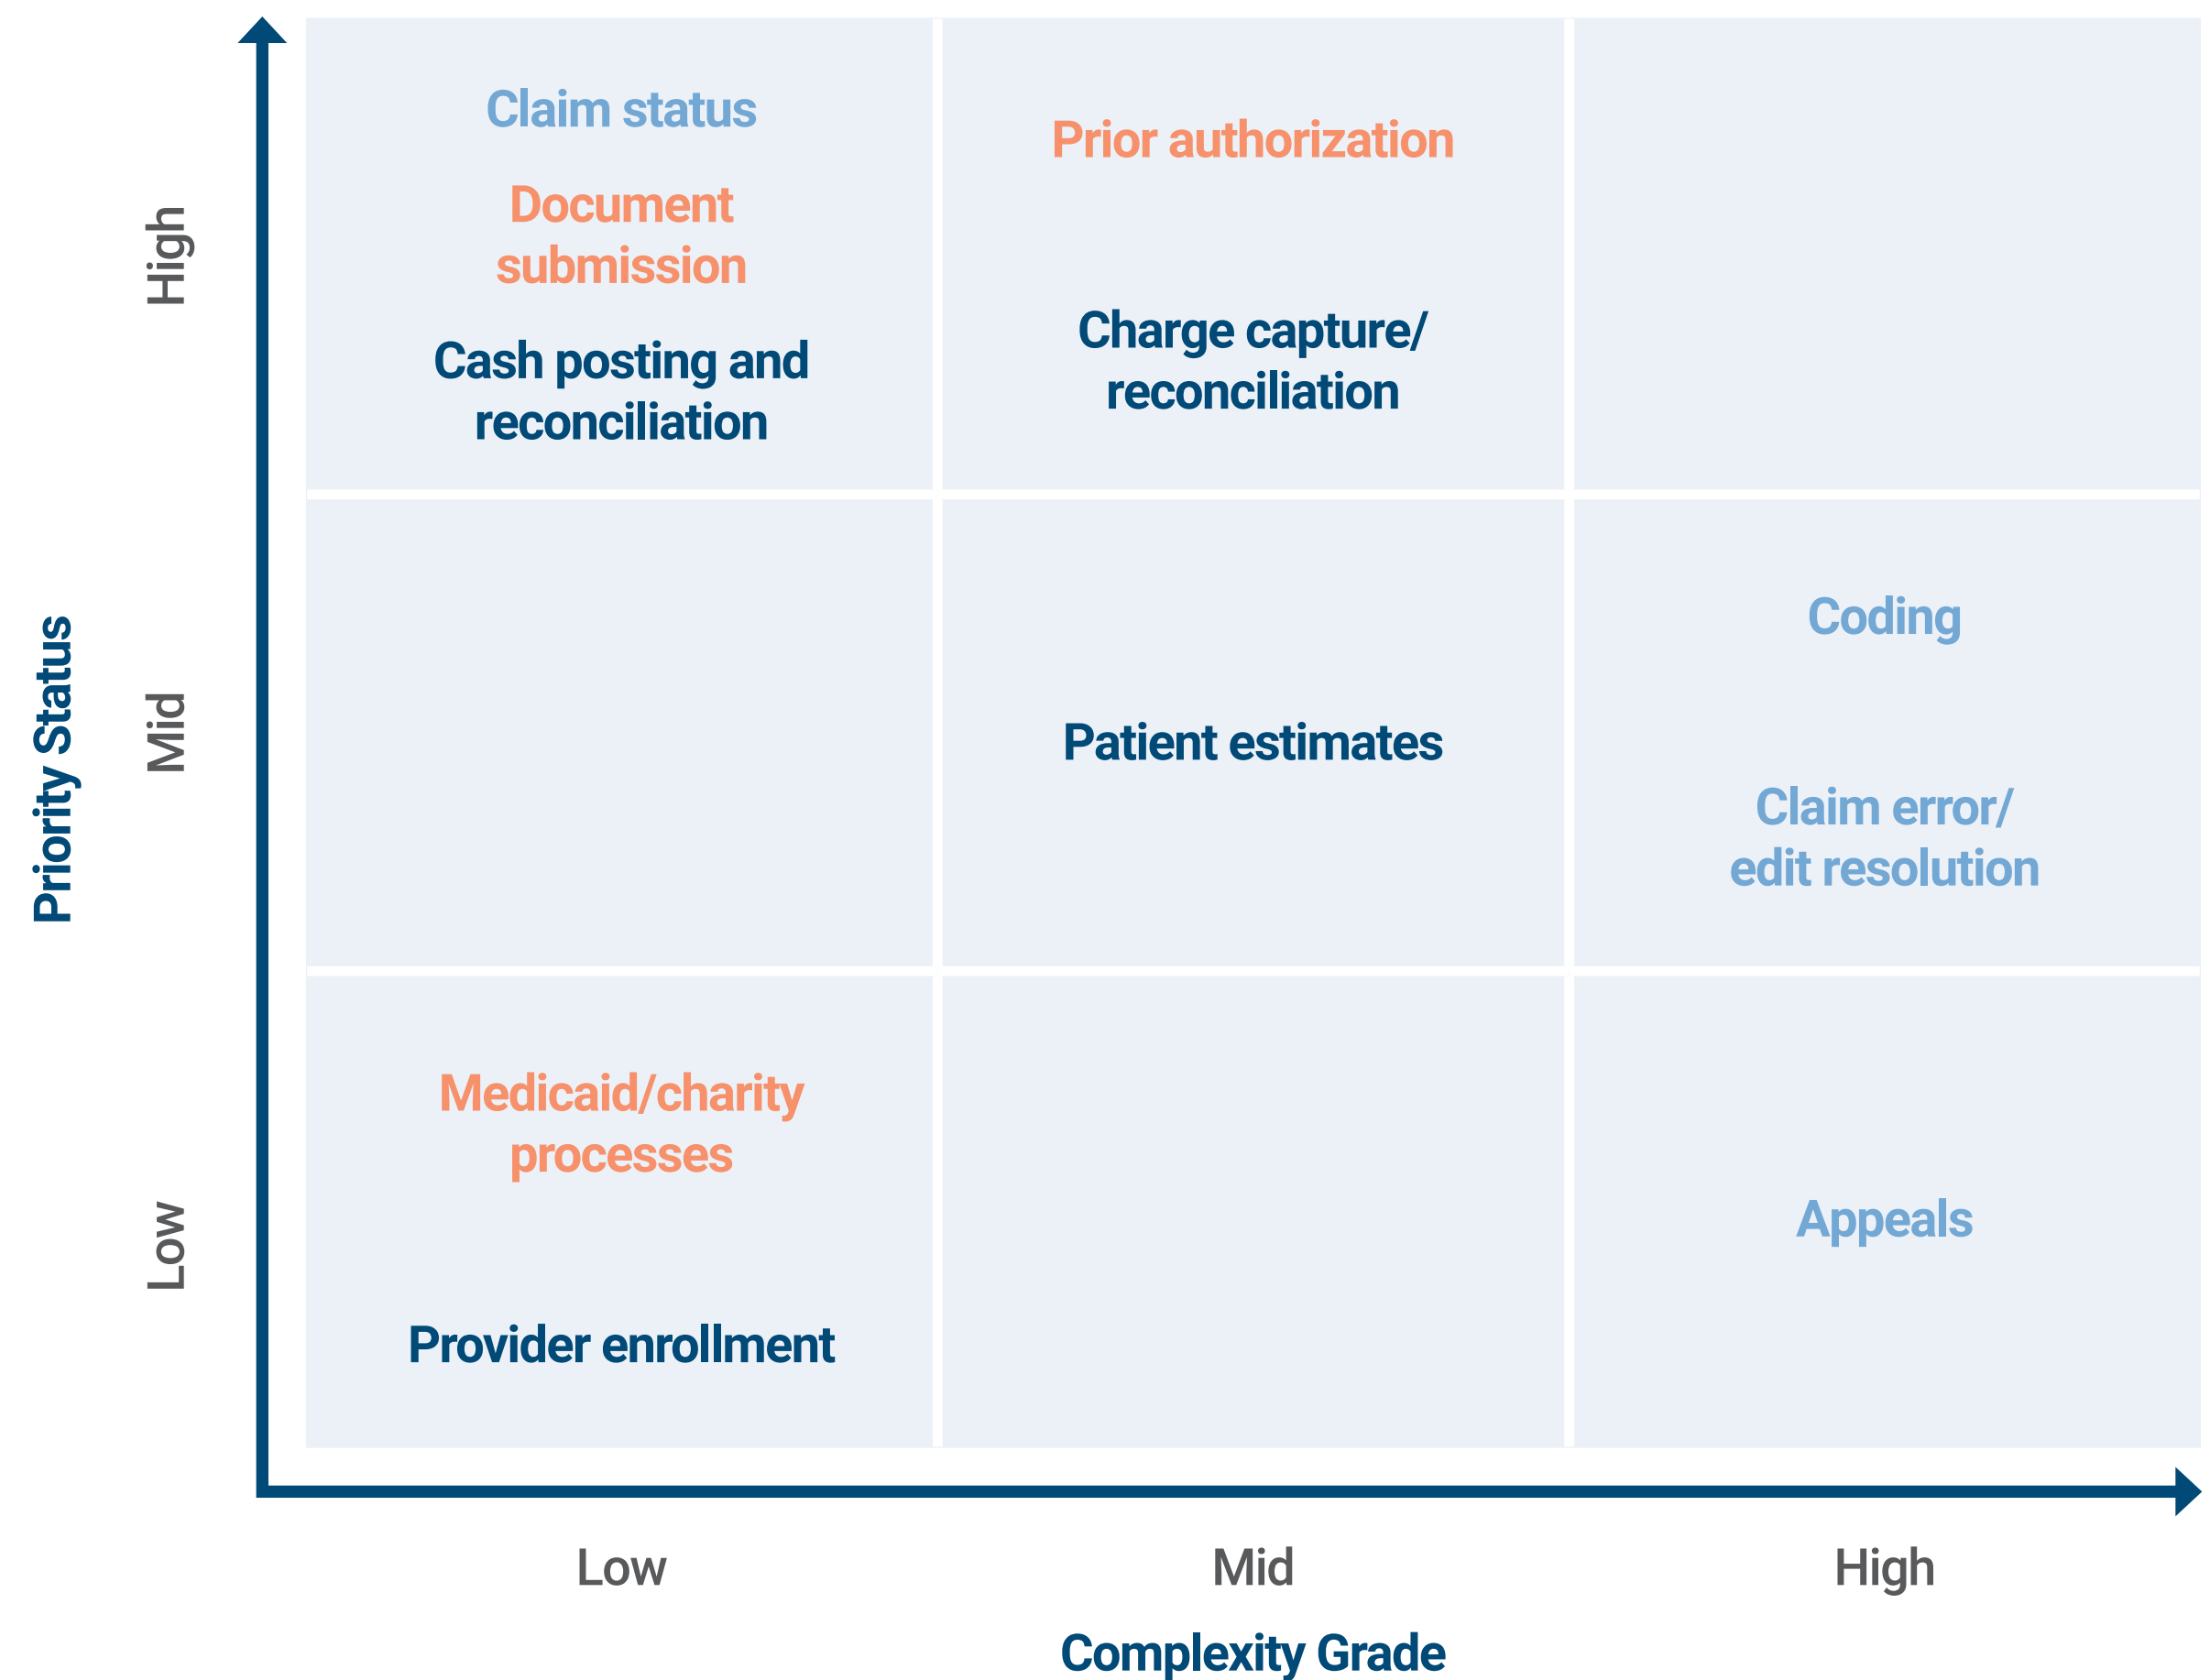 Priority Status
High
Claim status
Document
submission
Cash posting and
reconciliation
Prior authorization
Charge capture/
reconciliation
Mid
Patient estimates
Coding
Claim error/
edit resolution
Low
Medicaid/charity
processes
Provider enrollment
Appeals
Low
Mid
High
Complexity Grade